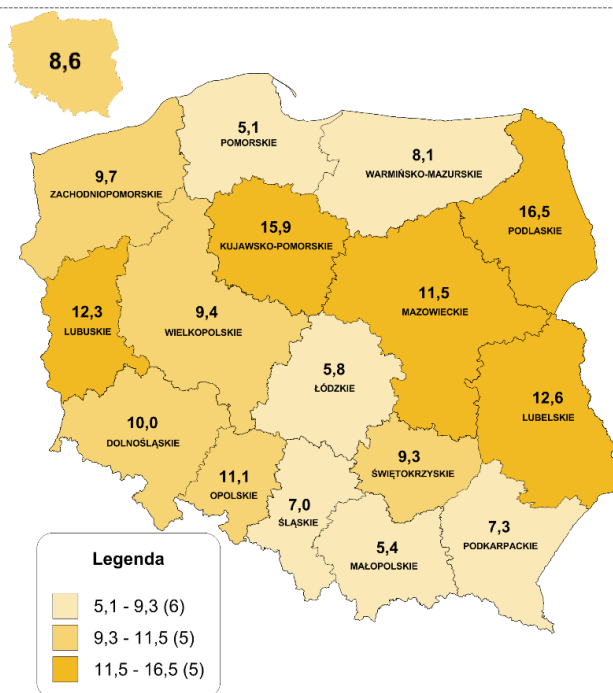 8,6
5,1
POMORSKIE
8,1
WARMIŃSKO-MAZURSKIE
9,7
ZACHODNIOPOMORSKIE
16,5
PODLASKIE
15,9
KUJAWSKO-POMORSKIE
11,5
MAZOWIECKIE
12,3
LUBUSKIE
9,4
WIELKOPOLSKIE
5,8
ŁÓDZKIE
12,6
LUBELSKIE
10,0
DOLNOŚLĄSKIE
9,3
ŚWIĘTOKRZYSKIE
11,1
OPOLSKIE
7,0
ŚLĄSKIE
7,3
PODKARPACKIE
5,4
MAŁOPOLSKIE
Legenda
5,1 - 9,3 (6)
9,3 - 11,5 (5)
11,5 - 16,5 (5)